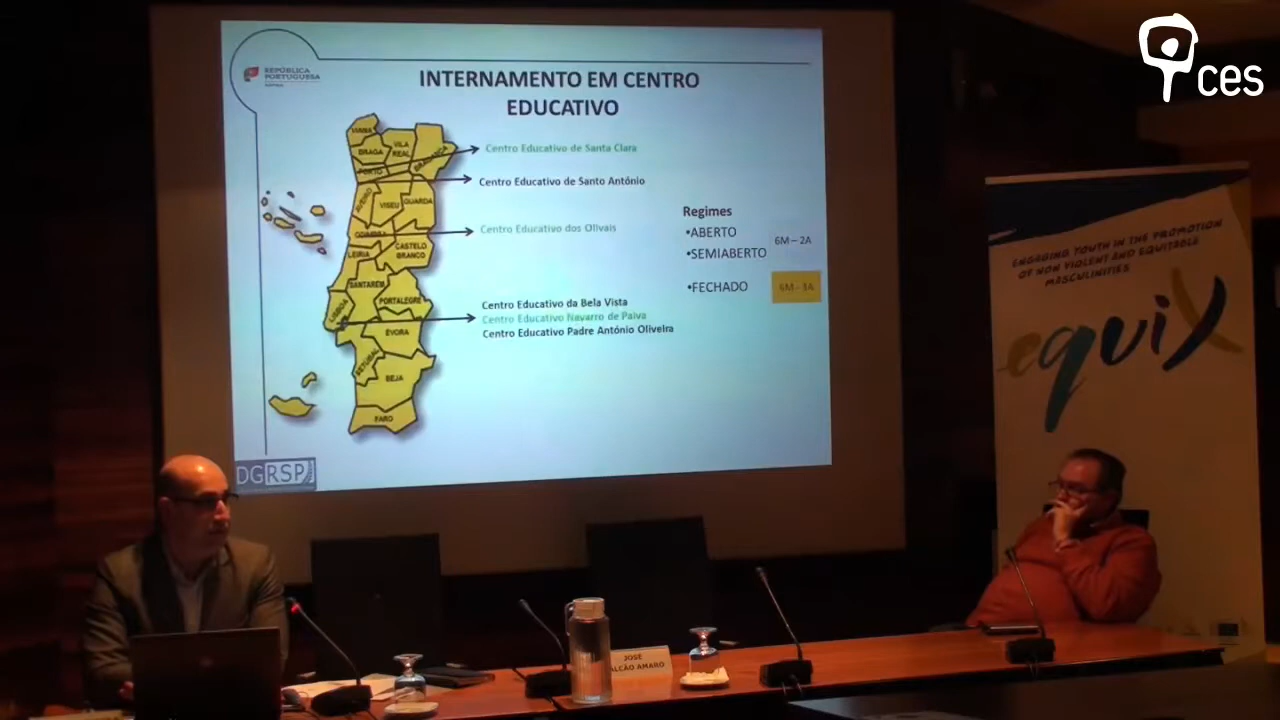 ces
REPÚBLICA
PORTUGUESA
INTERNAMENTO EM CENTRO
EDUCATIVO
VIANA
BRAGA
VILA
REAL
BRAGANÇA
PORTO
AVEIRO
VISEU
GUARDA
COIMBRA
CASTELO
BRANCO
LEIRIA
SANTARÉM
LISBOA
PORTALEGRE
ÉVORA
SETÚBAL
BEJA
FARO
Centro Educativo de Santa Clara
Centro Educativo de Santo António
Centro Educativo dos Olivais
Centro Educativo da Bela Vista
Centro Educativo Navarro de Paiva
Centro Educativo Padre António Oliveira
Regimes
•ABERTO
•SEMIABERTO
6M – 2A
•FECHADO
6M – 3A
DGRSP
ENGAGING YOUTH IN THE PROMOTION
OF NON VIOLENT AND EQUITABLE
MASCULINITIES
equiX
JOSÉ
ALCÃO AMARO